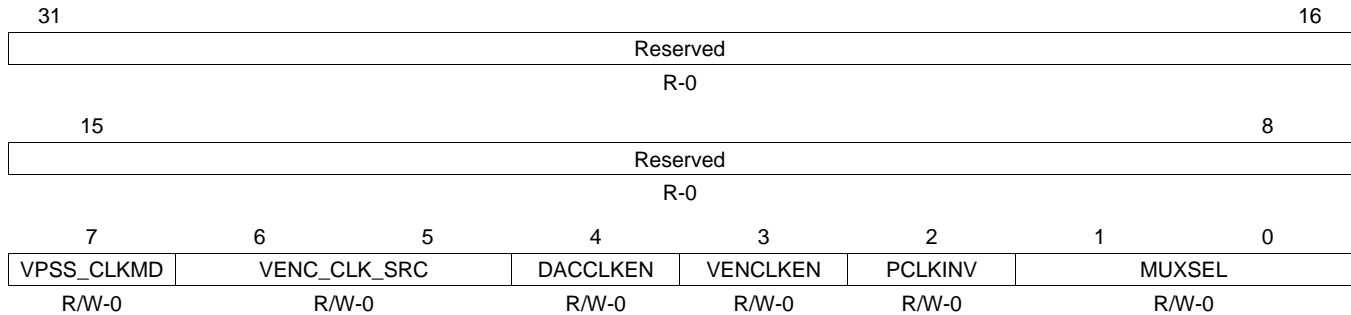 31 16
Reserved
R-0
15 8
Reserved
R-0
7 6 5 4 3 2 1 0
VPSS_CLKMD VENC_CLK_SRC DACCLKEN VENCLKEN PCLKINV MUXSEL
R/W-0 R/W-0 R/W-0 R/W-0 R/W-0 R/W-0